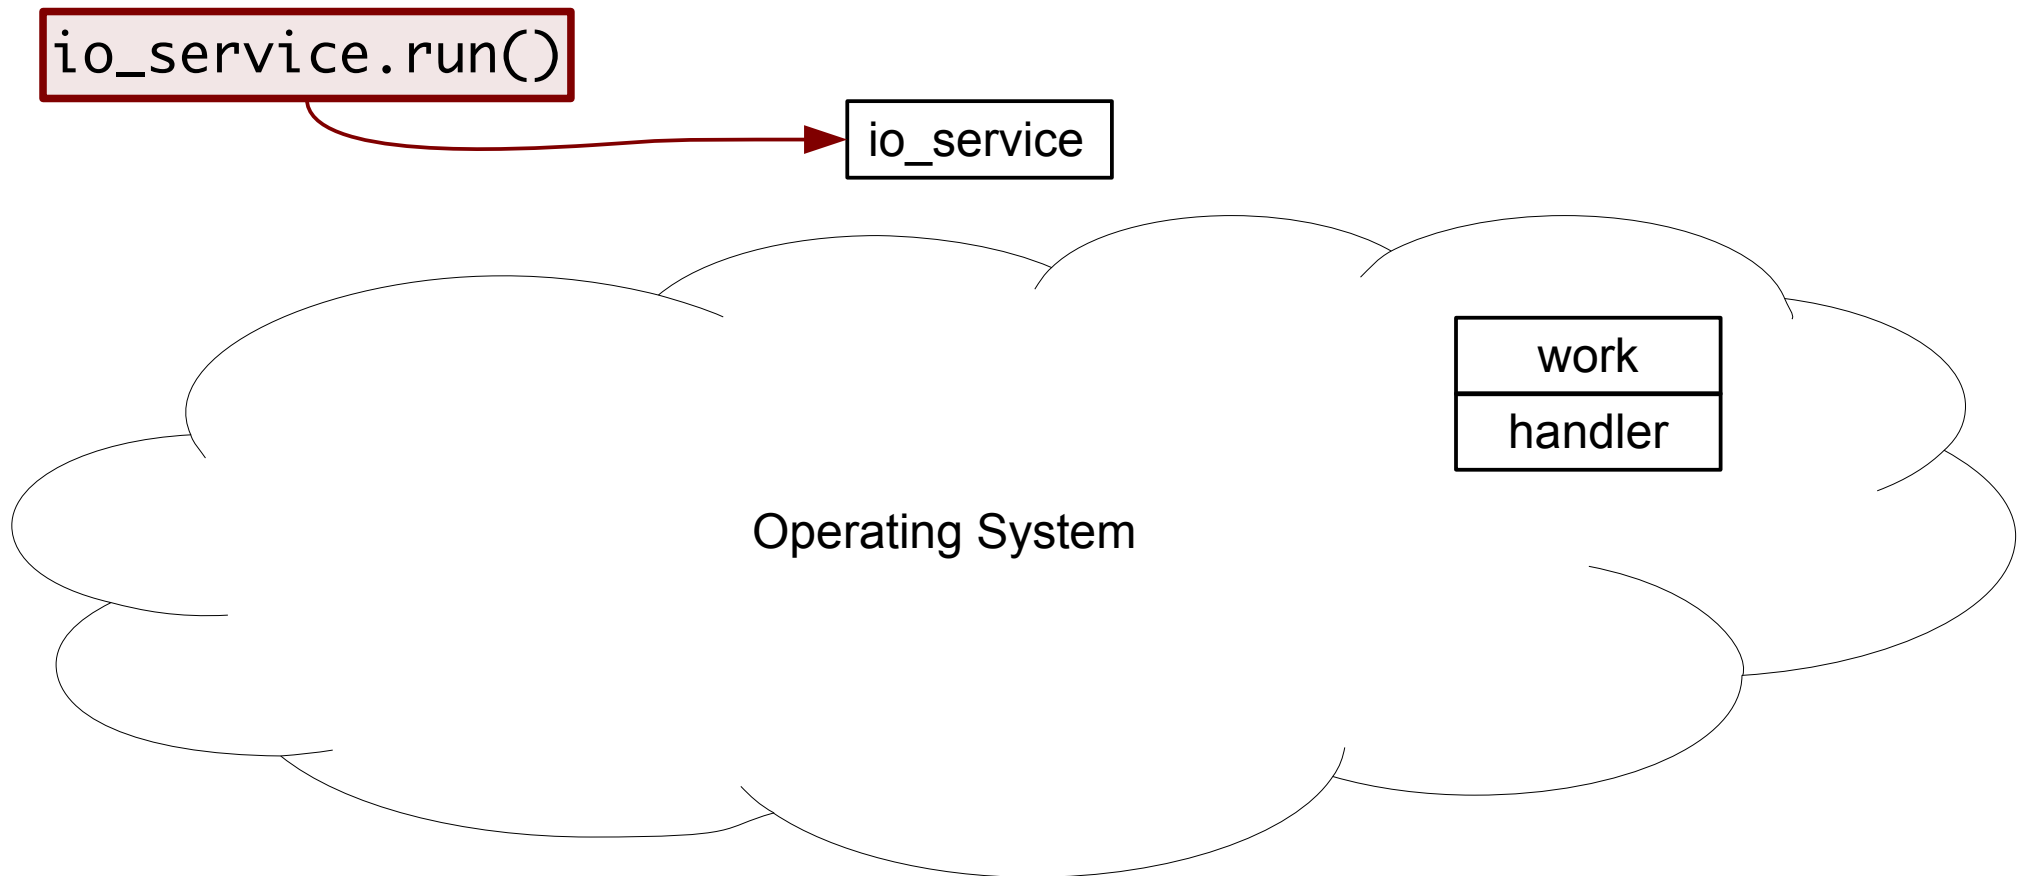 io_service.run()
io_service
work
handler
Operating System